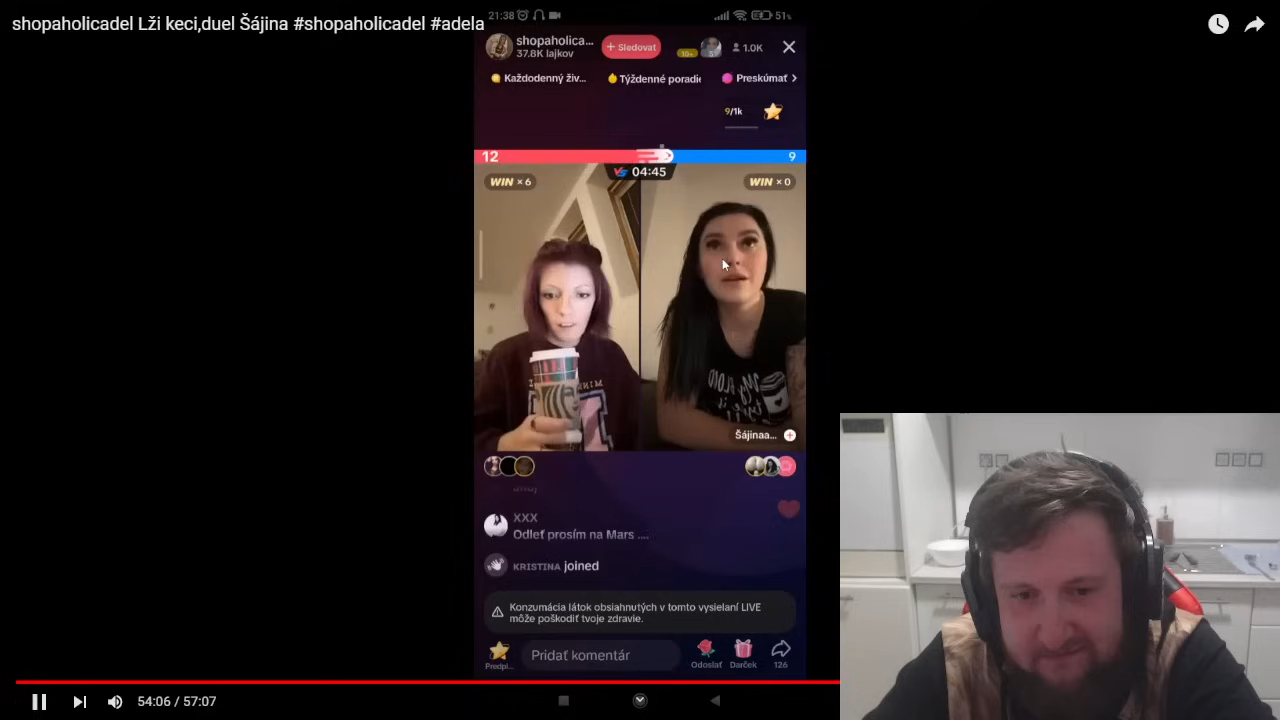 shopaholicadel Lži keci,duel Šájina #shopaholicadel #adela
21:38
51%
shopaholica...
37.8K lajkov
+ Sledovat
10+
1.0K
Každodenný živ...
Týždenné poradie
Preskúmať
9/1k
12
9
04:45
WIN × 6
WIN × 0
Šájinaa...
XXX
Odleť prosím na Mars ....
KRISTINA joined
Konzumácia látok obsiahnutých v tomto vysielaní LIVE
môže poškodiť tvoje zdravie.
Predpl...
Pridať komentár
Odoslať
Darček
126
54:06 / 57:07